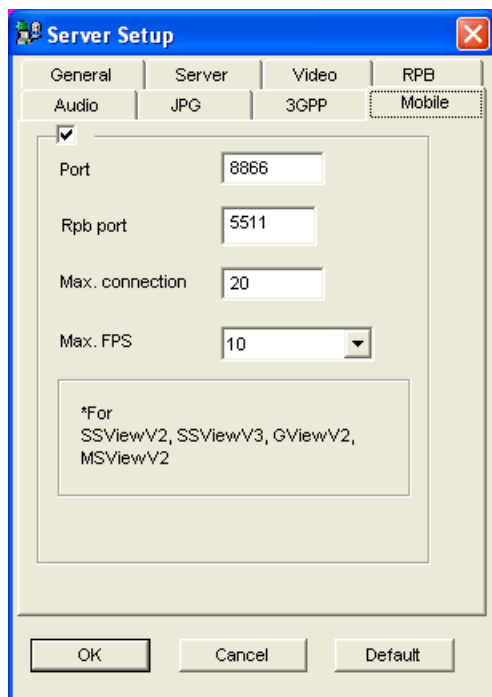 Server Setup
General Server Video RPB
Audio JPG 3GPP Mobile
Port 8866
Rpb port 5511
Max. connection 20
Max. FPS 10
*For
SSViewV2, SSViewV3, GViewV2,
MSViewV2
OK Cancel Default